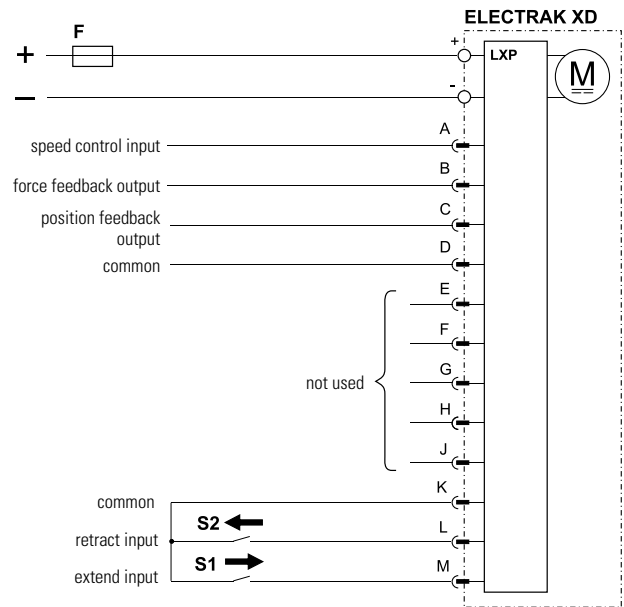 ELECTRAK XD
F
+
+
LXP
M
–
-
A
speed control input
B
force feedback output
C
position feedback
output
D
common
E
F
G
not used
H
J
K
common
S2
L
retract input
S1
M
extend input